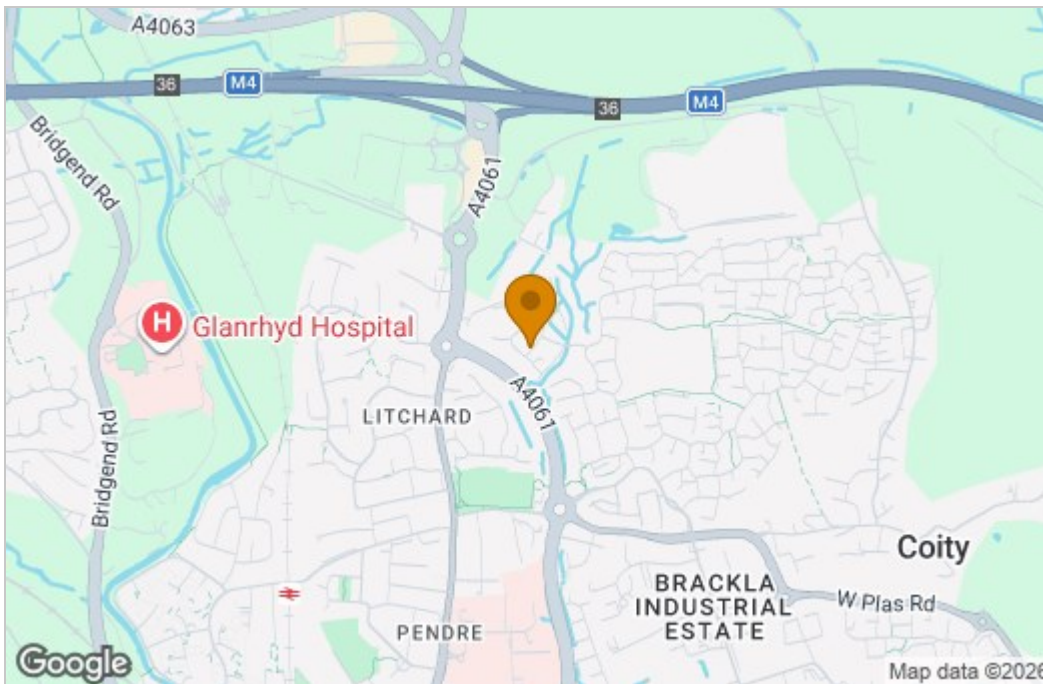 A4063
36
M4
36
M4
Bridgend Rd
A4061
H
Glanrhyd Hospital
A4061
LITCHARD
Bridgend Rd
Coity
BRACKLA
INDUSTRIAL
ESTATE
W Plas Rd
PENDRE
Google
Map data ©2026